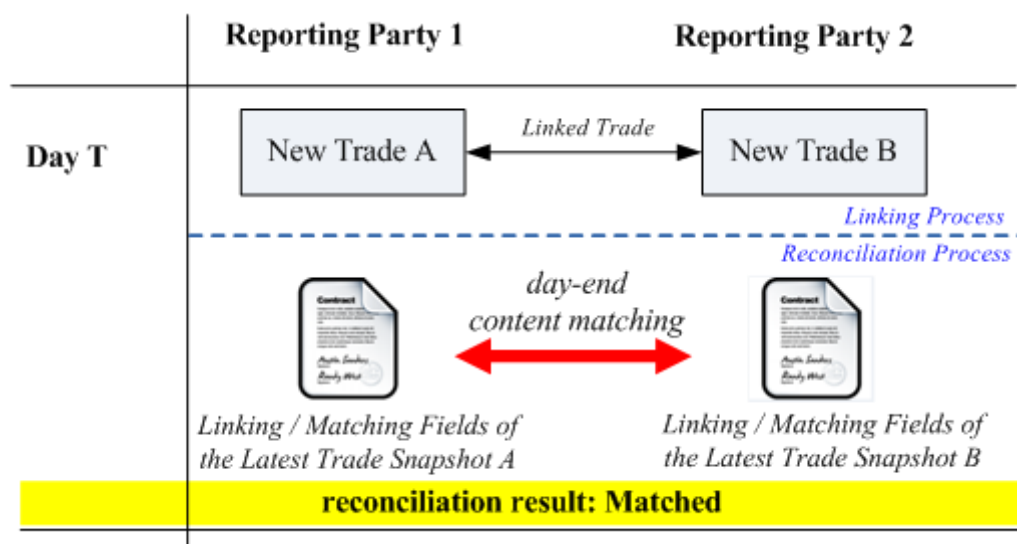 Reporting Party 1
Reporting Party 2
Day T
New Trade A
Linked Trade
New Trade B
Linking Process
Reconciliation Process
Contract
Contract
day-end
content matching
Linking / Matching Fields of
the Latest Trade Snapshot A
Linking / Matching Fields of
the Latest Trade Snapshot B
reconciliation result: Matched